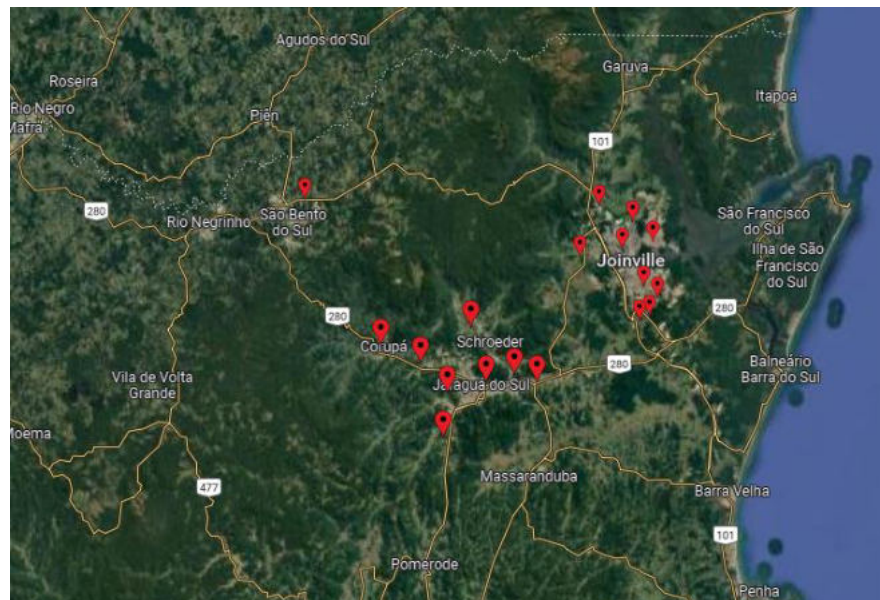 Agudos do Sul
Garuva
Roseira
Itapoá
Rio Negro
Mafra
Piên
101
280
Rio Negrinho
São Bento
do Sul
São Francisco
do Sul
Joinville
Ilha de São
Francisco
do Sul
280
280
Corupá
Schroeder
280
Vila de Volta
Grande
Jaraguá do Sul
Balneário
Barra do Sul
Moema
477
Massaranduba
Barra Velha
101
Pomerode
Penha